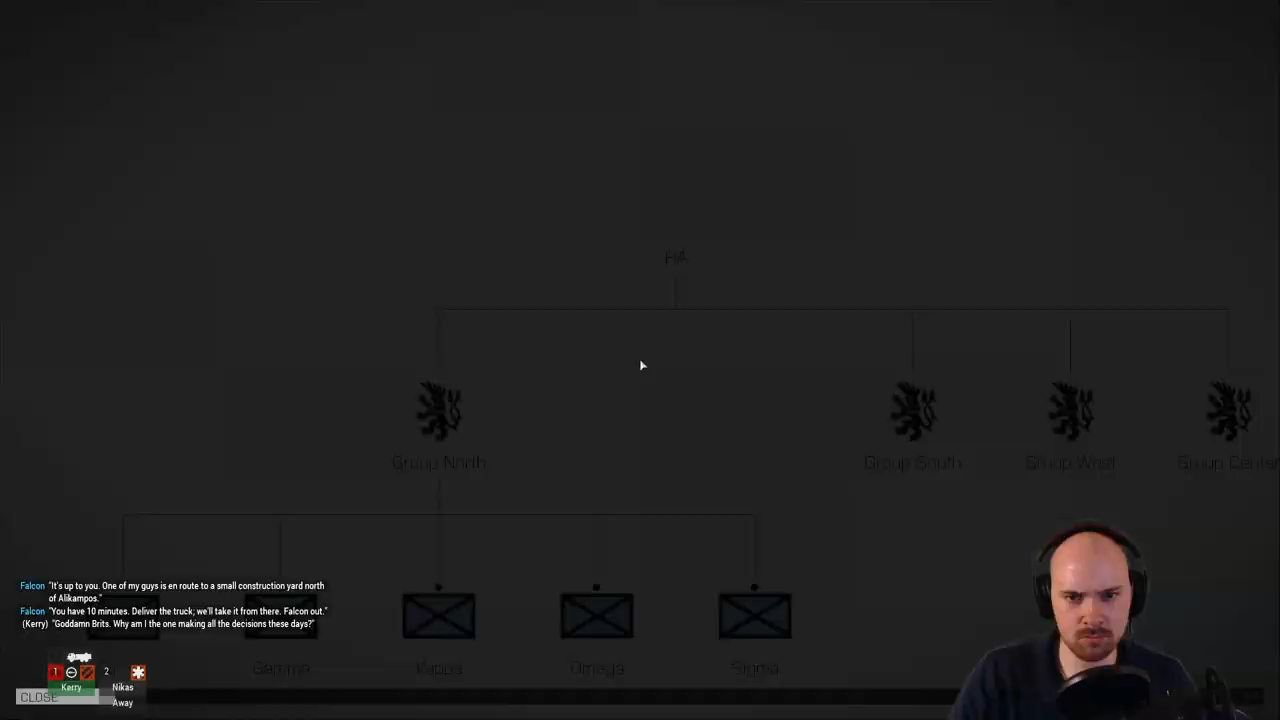 FIA
Group North
Group South
Group West
Group Central
Falcon "It's up to you. One of my guys is en route to a small construction yard north
of Alikampos."
Falcon "You have 10 minutes. Deliver the truck; we'll take it from there. Falcon out."
(Kerry) "Goddamn Brits. Why am I the one making all the decisions these days?"
Gamma
Kappa
Omega
Sigma
1
2
Kerry
Nikas
CLOSE
Away